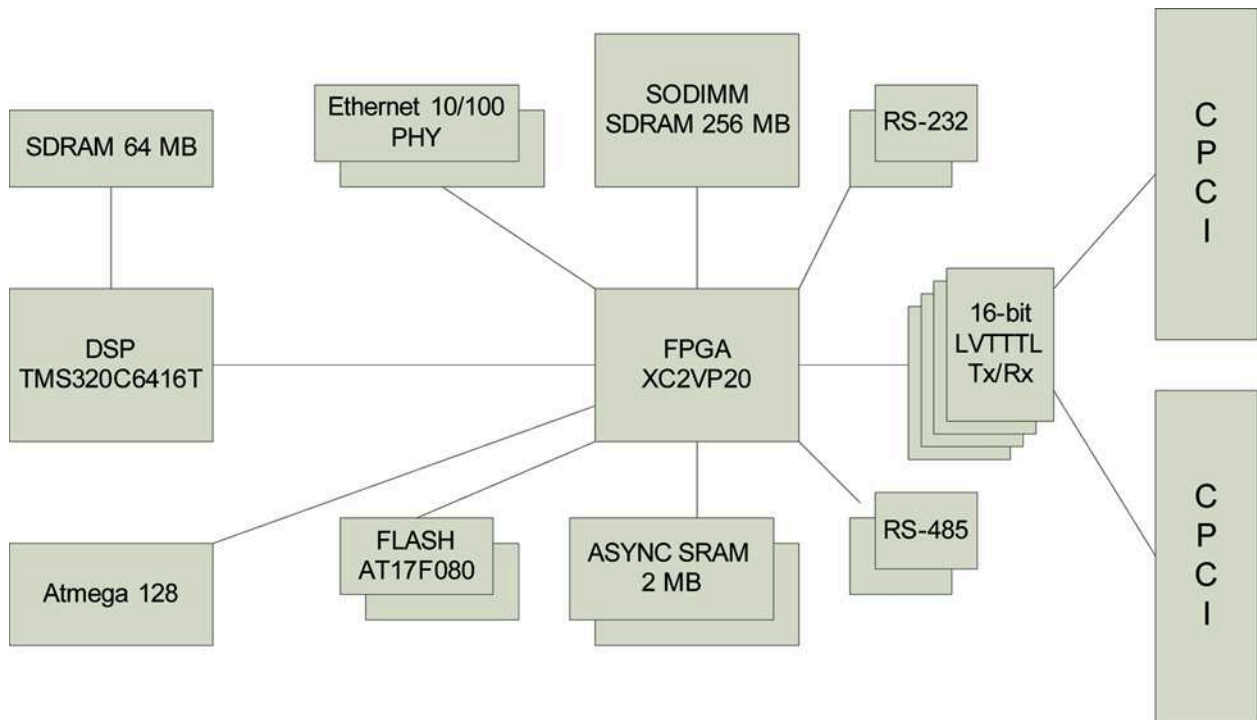 SDRAM 64 MB
Ethernet 10/100
PHY
SODIMM
SDRAM 256 MB
RS-232
C
P
C
I
DSP
TMS320C6416T
FPGA
XC2VP20
16-bit
LVTTTL
Tx/Rx
Atmega 128
FLASH
AT17F080
ASYNC SRAM
2 MB
RS-485
C
P
C
I